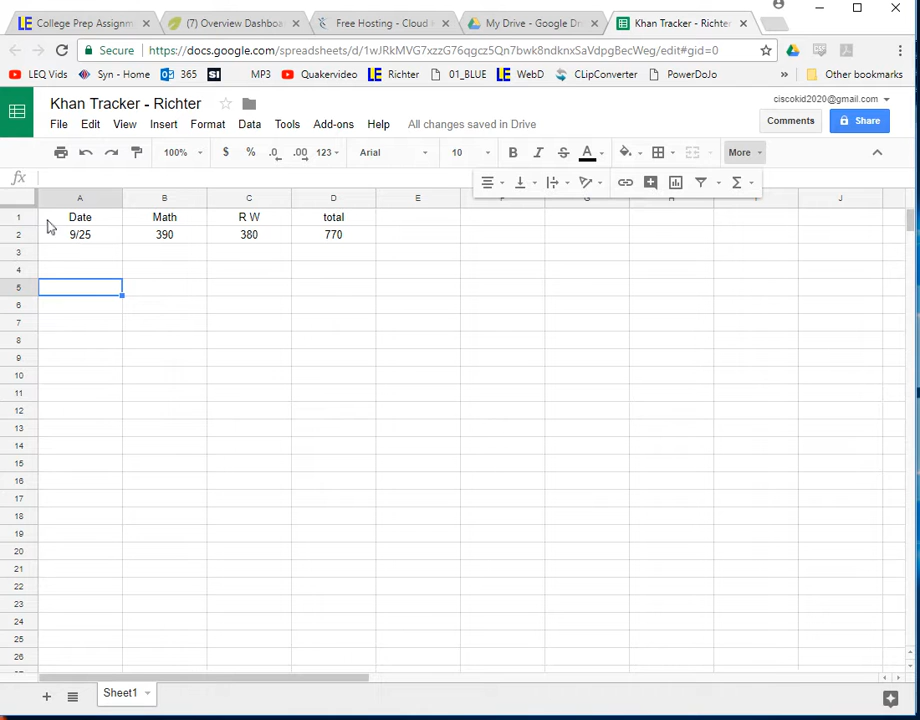 College Prep Assignm
(7) Overview Dashboa
Free Hosting - Cloud H
My Drive - Google Dri
Khan Tracker - Richter
Secure
https://docs.google.com/spreadsheets/d/1wJRkMVG7xzzG76qgcz5Qn7bwk8ndknxSaVdpgBecWeg/edit#gid=0
LEQ Vids
Syn - Home
365
SI
MP3
Quakervideo
LE Richter
01_BLUE
LE WebD
ClipConverter
PowerDoJo
»
Other bookmarks
Khan Tracker - Richter
ciscokid2020@gmail.com
File Edit View Insert Format Data Tools Add-ons Help
All changes saved in Drive
Comments
Share
100% $ % .0 .00 123 Arial 10 B I S A More
fx
A B C D E F G H I J
1 Date Math R W total
2 9/25 390 380 770
3
4
5
6
7
8
9
10
11
12
13
14
15
16
17
18
19
20
21
22
23
24
25
26
+ Sheet1